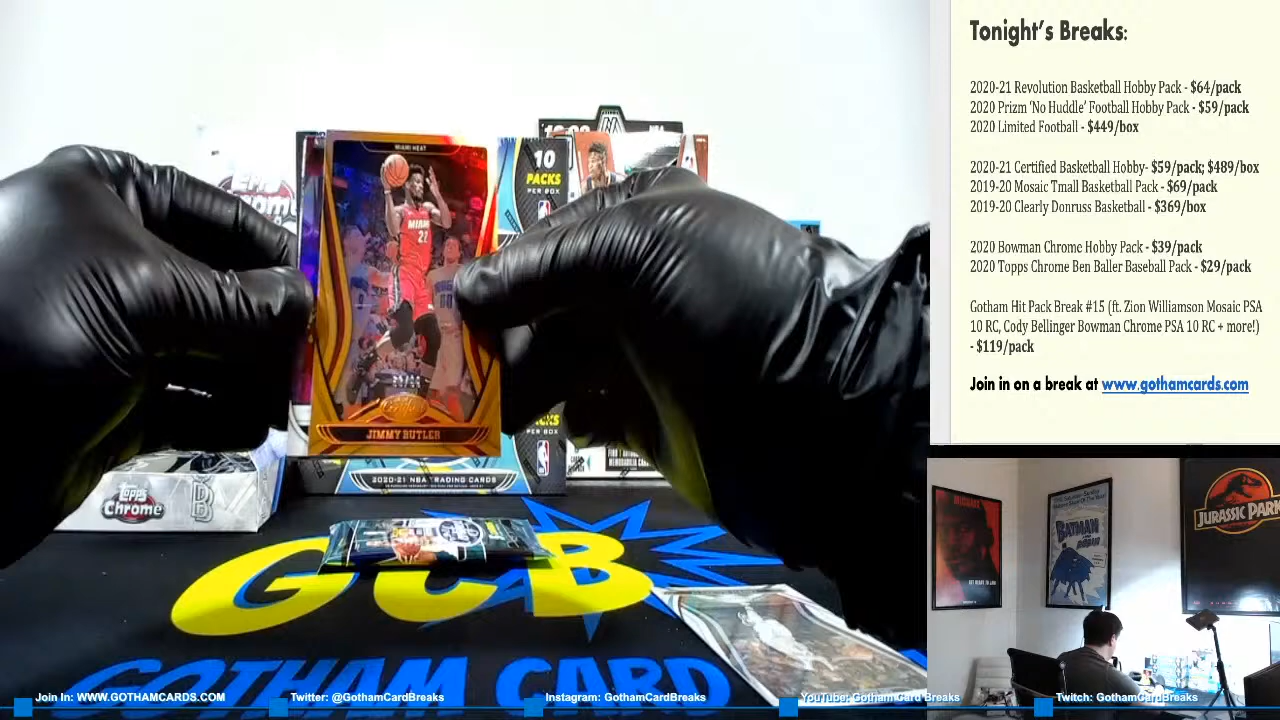 Tonight's Breaks:
2020-21 Revolution Basketball Hobby Pack - $64/pack
2020 Prizm 'No Huddle' Football Hobby Pack - $59/pack
2020 Limited Football - $449/box
2020-21 Certified Basketball Hobby- $59/pack; $489/box
2019-20 Mosaic Tmall Basketball Pack - $69/pack
2019-20 Clearly Donruss Basketball - $369/box
2020 Bowman Chrome Hobby Pack - $39/pack
2020 Topps Chrome Ben Baller Baseball Pack - $29/pack
Gotham Hit Pack Break #15 (ft. Zion Williamson Mosaic PSA
10 RC, Cody Bellinger Bowman Chrome PSA 10 RC + more!)
- $119/pack
Join in on a break at www.gothamcards.com
MIAMI HEAT
MIAMI
22
JIMMY BUTLER
10
PACKS
PER BOX
PER BOX
2020-21 NBA TRADING CARDS
Topps
Chrome
GCB
GOTHAM CARD
BATMAN
JURASSIC PARK
Join In: WWW.GOTHAMCARDS.COM
Twitter: @GothamCardBreaks
Instagram: GothamCardBreaks
YouTube: Gotham Card Breaks
Twitch: GothamCardBreaks